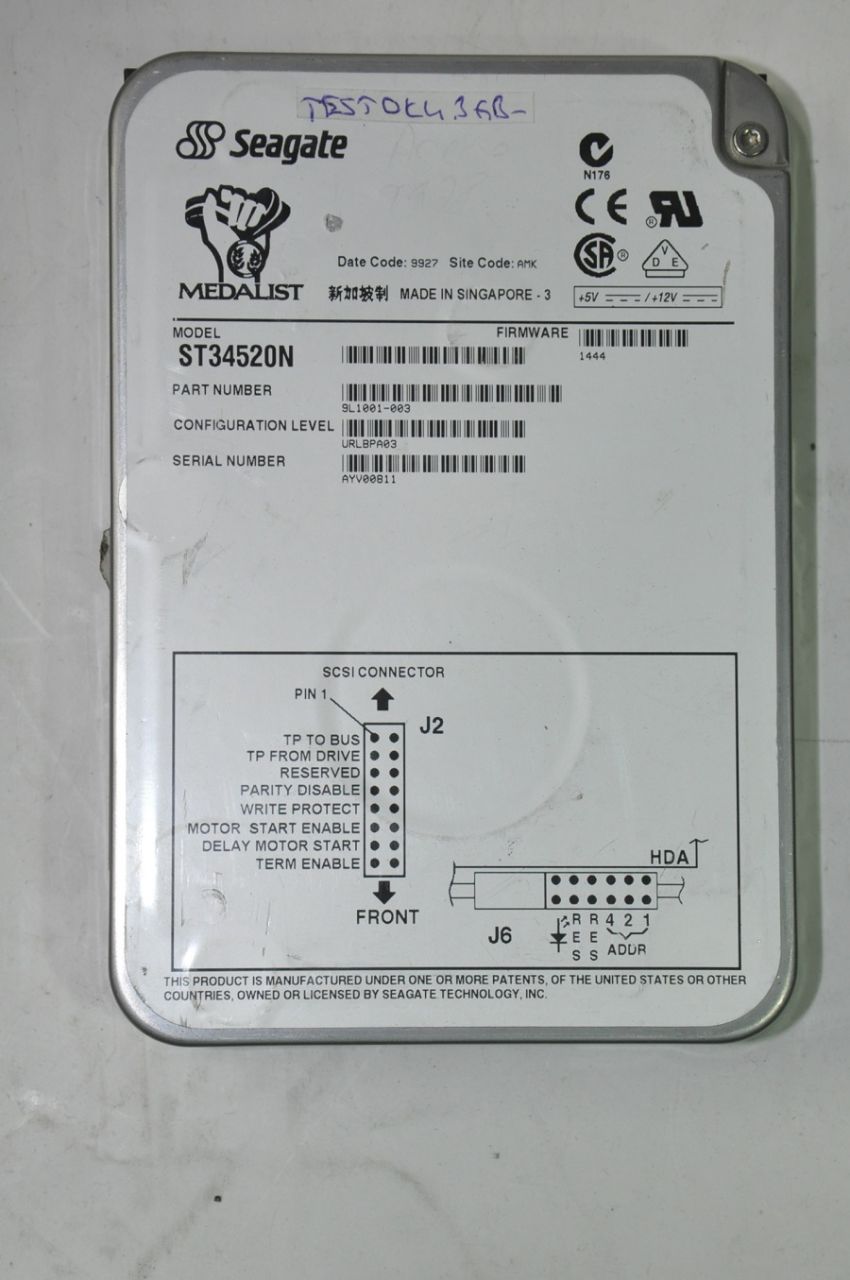 TESTOK4,3GB-
Seagate
N176
CE
SA
V
D E
Date Code: 9927 Site Code: AMK
MEDALIST
新加坡制 MADE IN SINGAPORE - 3
+5V /+12V
MODEL
ST34520N
FIRMWARE
1444
PART NUMBER
9L1001-003
CONFIGURATION LEVEL
URLBPA03
SERIAL NUMBER
AYV00811
SCSI CONNECTOR
PIN 1
J2
TP TO BUS
TP FROM DRIVE
RESERVED
PARITY DISABLE
WRITE PROTECT
MOTOR START ENABLE
DELAY MOTOR START
TERM ENABLE
FRONT
HDA
J6
R R 4 2 1
E E
S S
ADDR
THIS PRODUCT IS MANUFACTURED UNDER ONE OR MORE PATENTS, OF THE UNITED STATES OR OTHER
COUNTRIES, OWNED OR LICENSED BY SEAGATE TECHNOLOGY, INC.